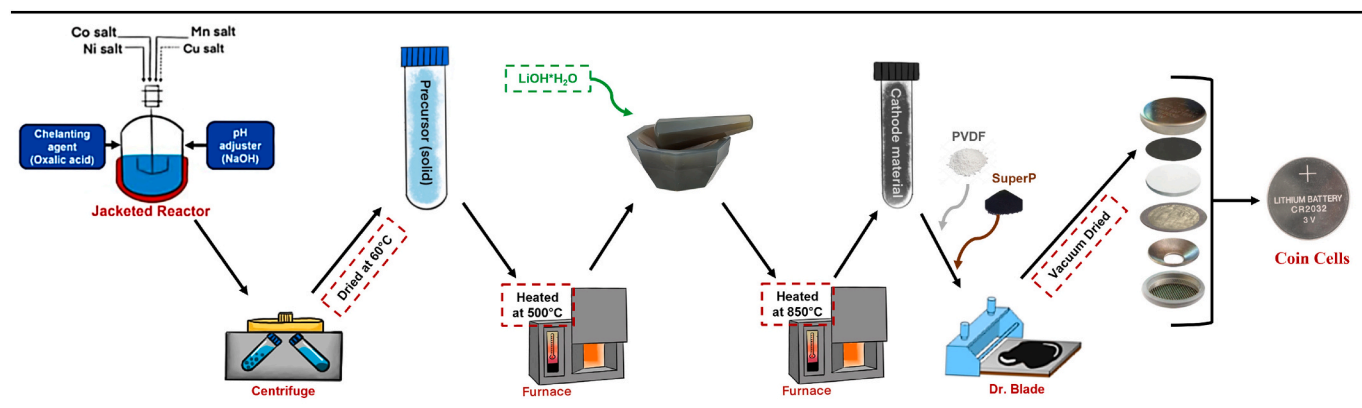 Co salt
Mn salt
Ni salt
Cu salt
Chelanting
agent
(Oxalic acid)
pH
adjuster
(NaOH)
Jacketed Reactor
Centrifuge
Dried at 60°C
Precursor (solid)
Heated
at 500°C
Furnace
LiOH*H2O
Heated
at 850°C
Furnace
Cathode material
PVDF
SuperP
Dr. Blade
Vacuum Dried
+
LITHIUM BATTERY
CR2032
3 V
Coin Cells